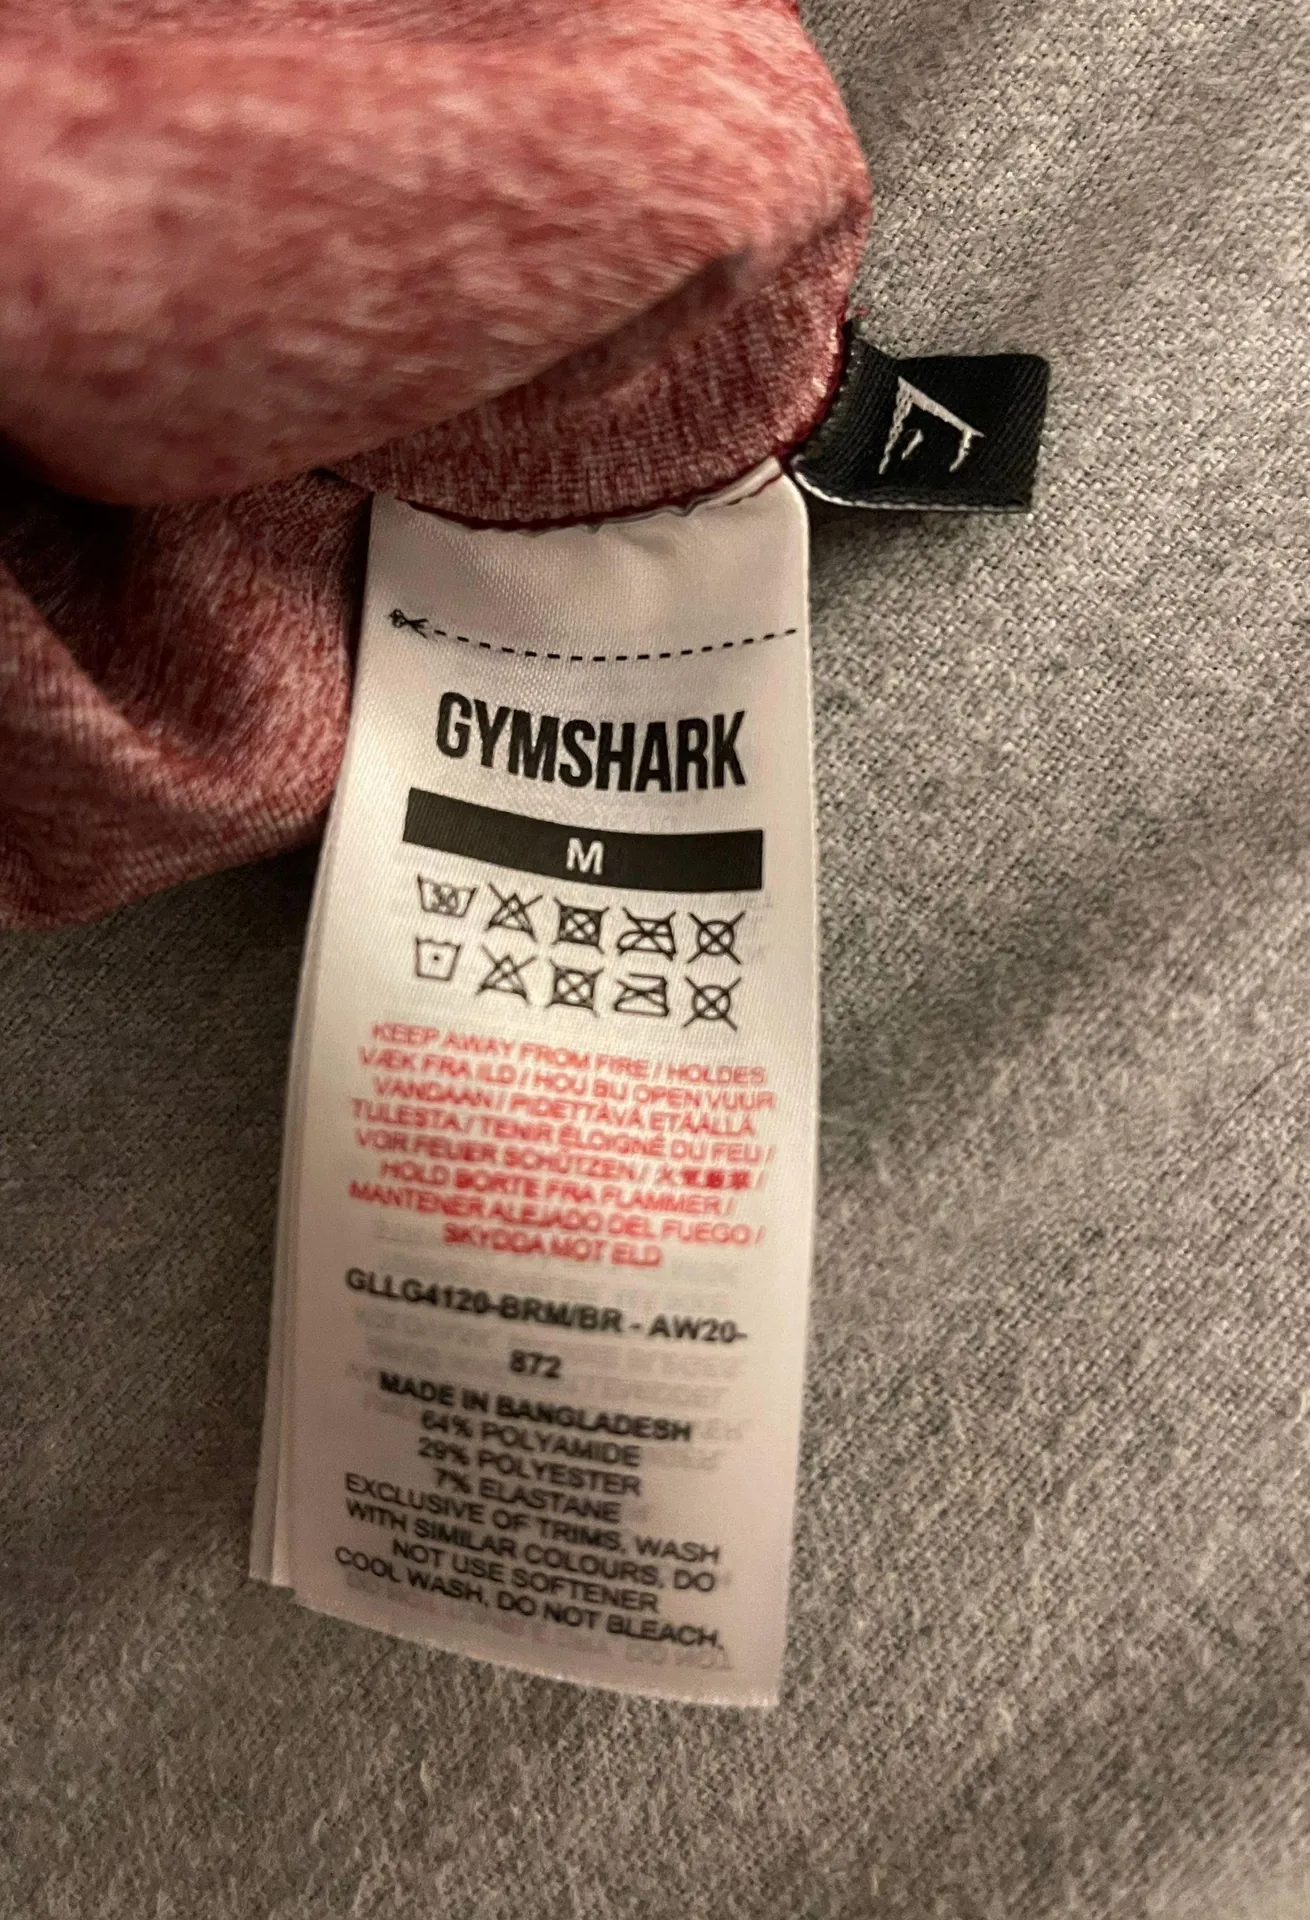 GYMSHARK
M
30
KEEP AWAY FROM FIRE / HOLDES
VÆK FRA ILD / HOU BIJ OPEN VUUR
VANDAAN / PIDETTÄVÄ ETÄÄLLÄ
TULESTA / TENIR ÉLOIGNÉ DU FEU /
VOR FEUER SCHÜTZEN / 火 /
HOLD BORTE FRA FLAMMER /
MANTENER ALEJADO DEL FUEGO /
SKYDDA MOT ELD
GLLG4120-BRM/BR - AW20-
872
MADE IN BANGLADESH
64% POLYAMIDE
29% POLYESTER
7% ELASTANE
EXCLUSIVE OF TRIMS, WASH
WITH SIMILAR COLOURS, DO
NOT USE SOFTENER
COOL WASH, DO NOT BLEACH,